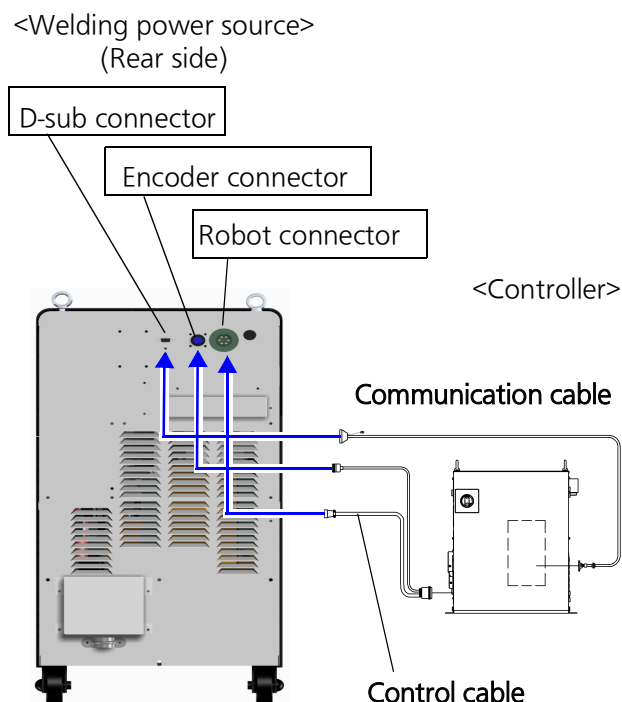 <Welding power source>
(Rear side)
D-sub connector
Encoder connector
Robot connector
<Controller>
Communication cable
Control cable